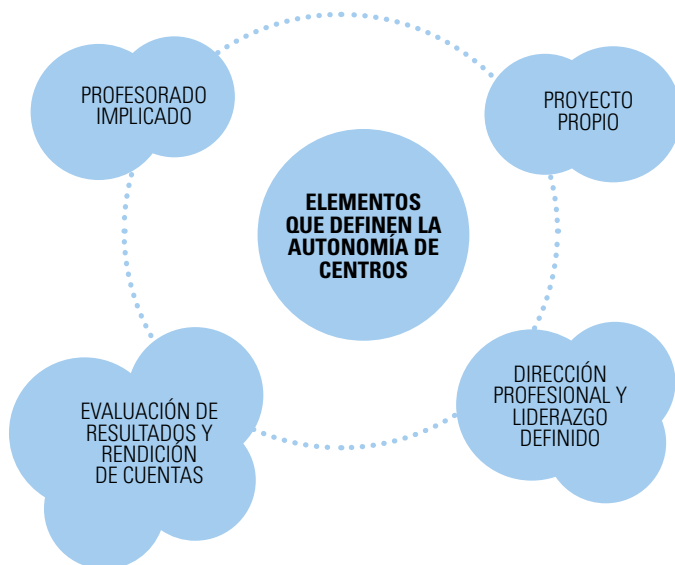 PROFESORADO
IMPLICADO
PROYECTO
PROPIO
ELEMENTOS
QUE DEFINEN LA
AUTONOMÍA DE
CENTROS
EVALUACIÓN DE
RESULTADOS Y
RENDICIÓN
DE CUENTAS
DIRECCIÓN
PROFESIONAL Y
LIDERAZGO
DEFINIDO